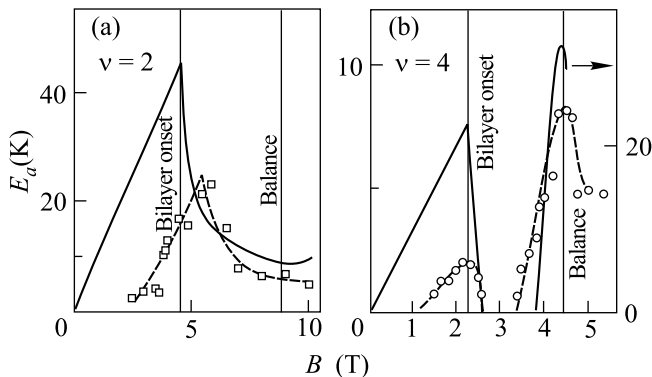 (a)
ν = 2
40
20
0
5
10
E_a(K)
Bilayer onset
Balance
(b)
ν = 4
10
0
1
2
3
4
5
20
0
Bilayer onset
Balance
B (T)